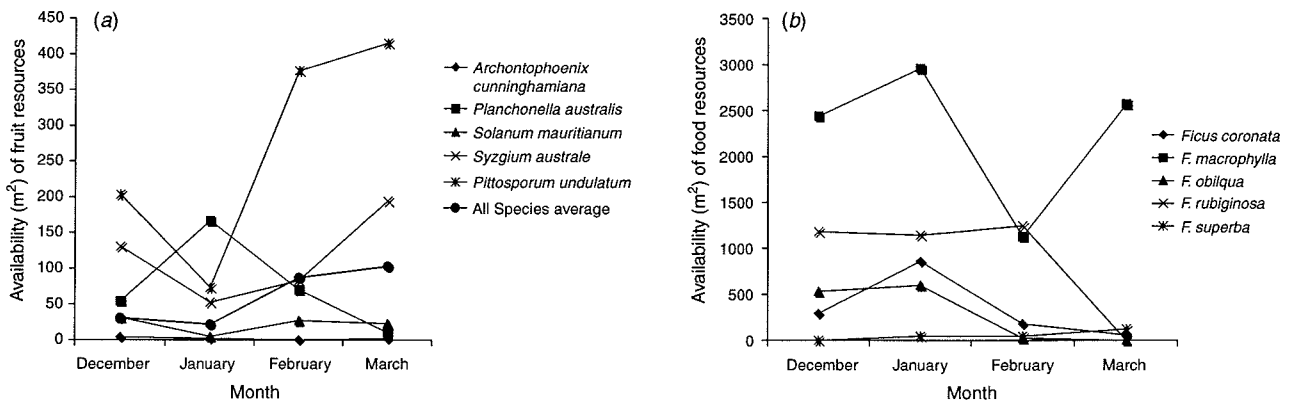 (a)
450
400
350
300
250
200
150
100
50
0
Availability (m²) of fruit resources
December January February March
Month
Archontophoenix
cunninghamiana
Planchonella australis
Solanum mauritianum
Syzgium australe
Pittosporum undulatum
All Species average
(b)
3500
3000
2500
2000
1500
1000
500
0
Availability (m²) of food resources
December January February March
Month
Ficus coronata
F. macrophylla
F. obilqua
F. rubiginosa
F. superba